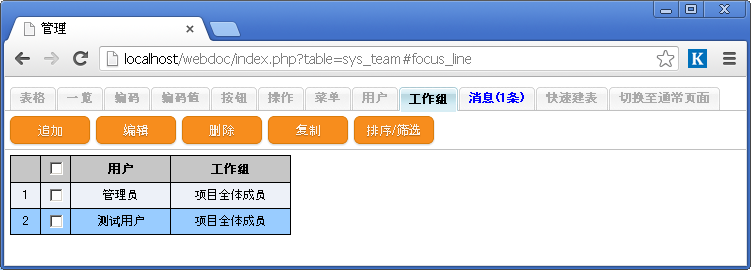 管理
localhost/webdoc/index.php?table=sys_team#focus_line
表格 一览 编码 编码值 按钮 操作 菜单 用户 工作组 消息(1条) 快速建表 切换至通常页面
追加 编辑 删除 复制 排序/筛选
用户 工作组
1 管理员 项目全体成员
2 测试用户 项目全体成员